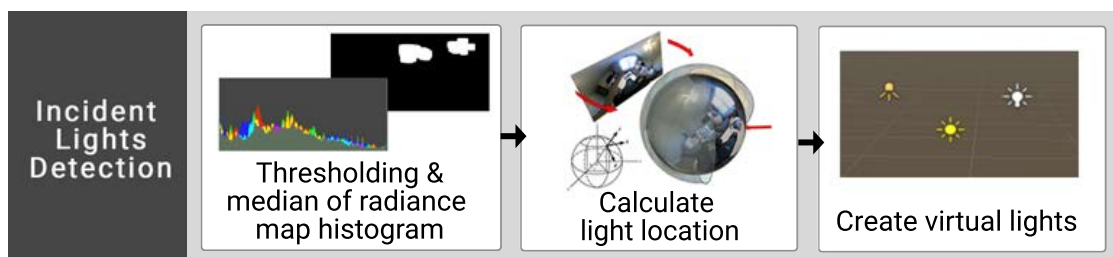 Incident
Lights
Detection
Thresholding &
median of radiance
map histogram
Calculate
light location
Create virtual lights